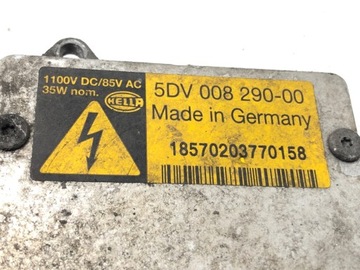 1100V DC/85V AC
35W nom.
HELLA
5DV 008 290-00
Made in Germany
18570203770158